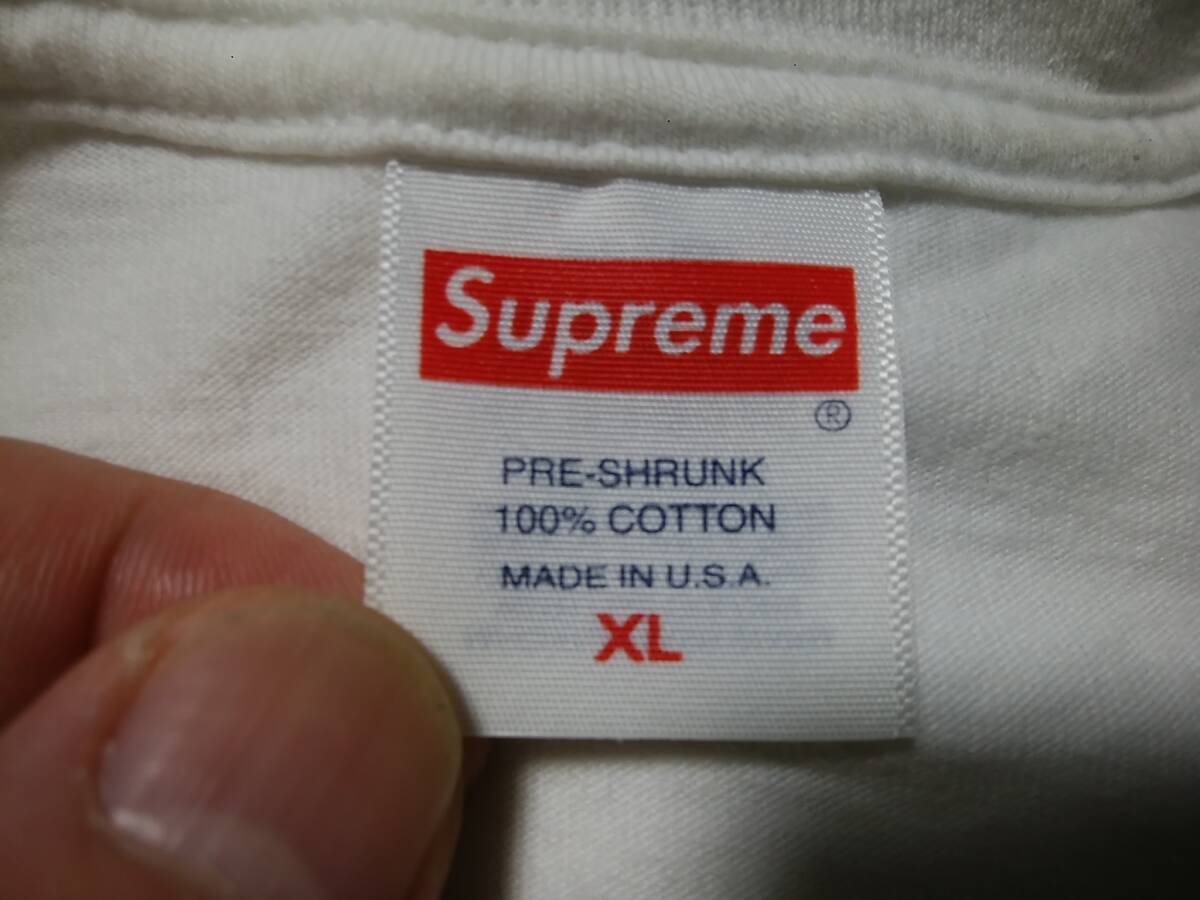 Supreme
®
PRE-SHRUNK
100% COTTON
MADE IN U.S.A.
XL